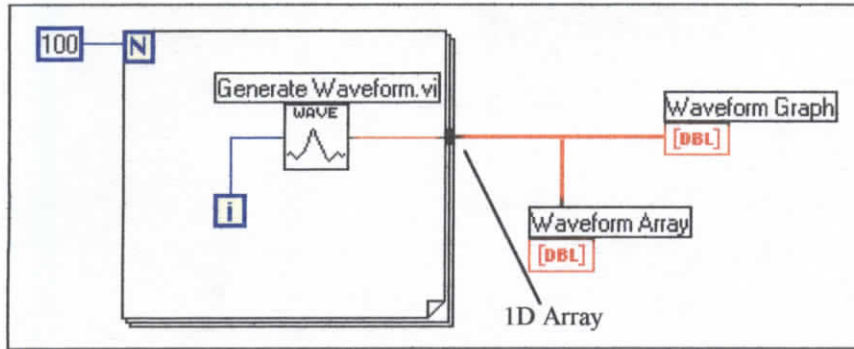 100
N
Generate Waveform.vi
WAVE
i
Waveform Graph
[DBL]
Waveform Array
[DBL]
1D Array